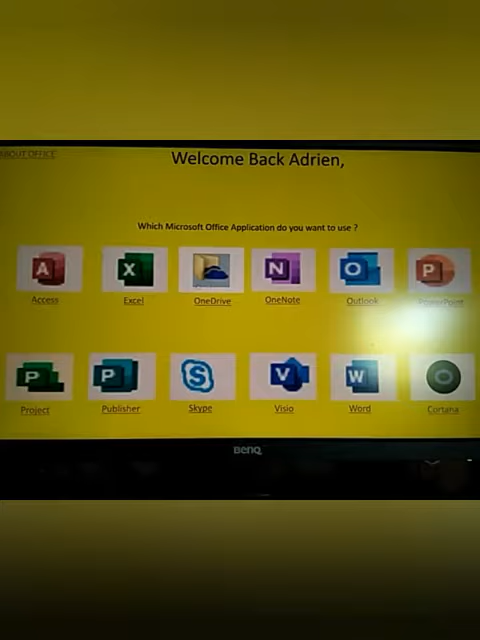 ABOUT OFFICE
Welcome Back Adrien,
Which Microsoft Office Application do you want to use ?
A X N O P
Access Excel OneDrive OneNote Outlook PowerPoint
P P S V W
Project Publisher Skype Visio Word Cortana
BenQ